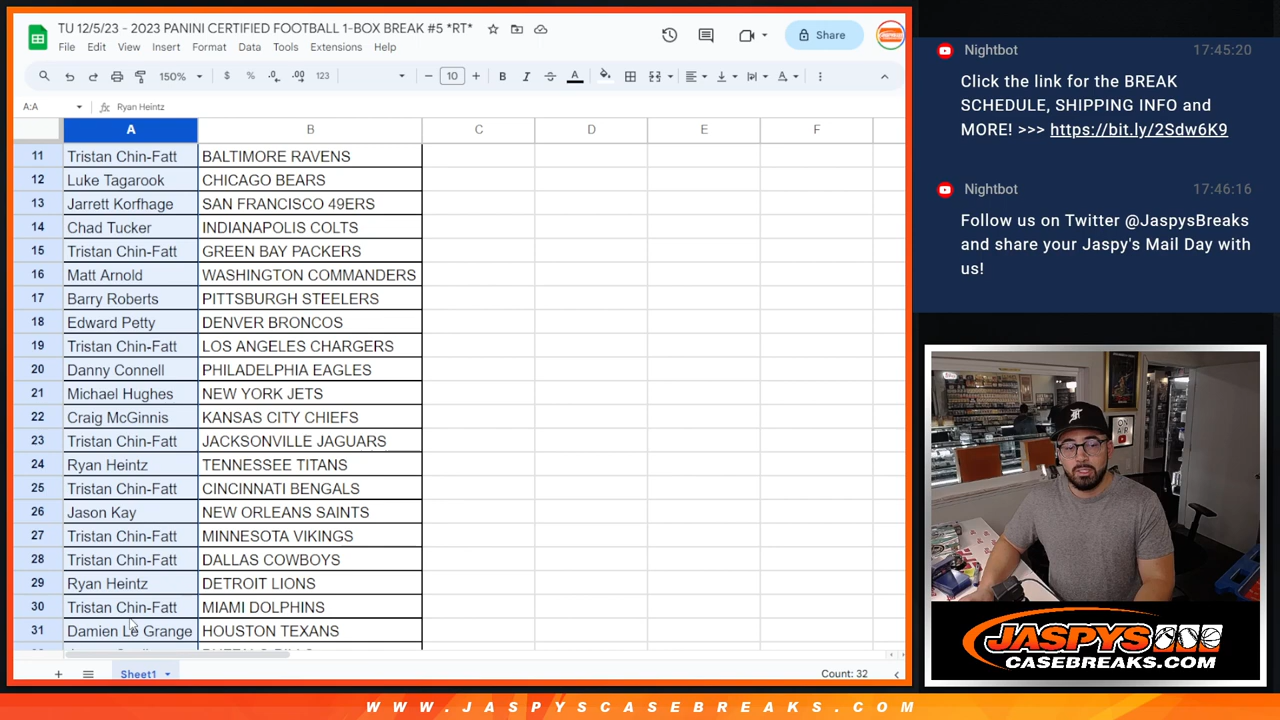 TU 12/5/23 - 2023 PANINI CERTIFIED FOOTBALL 1-BOX BREAK #5 *RT*
File Edit View Insert Format Data Tools Extensions Help
Share
150% $ % .0 .00 123 10 B I A
A:A fx Ryan Heintz
A B C D E F
11 Tristan Chin-Fatt BALTIMORE RAVENS
12 Luke Tagarook CHICAGO BEARS
13 Jarrett Korfhage SAN FRANCISCO 49ERS
14 Chad Tucker INDIANAPOLIS COLTS
15 Tristan Chin-Fatt GREEN BAY PACKERS
16 Matt Arnold WASHINGTON COMMANDERS
17 Barry Roberts PITTSBURGH STEELERS
18 Edward Petty DENVER BRONCOS
19 Tristan Chin-Fatt LOS ANGELES CHARGERS
20 Danny Connell PHILADELPHIA EAGLES
21 Michael Hughes NEW YORK JETS
22 Craig McGinnis KANSAS CITY CHIEFS
23 Tristan Chin-Fatt JACKSONVILLE JAGUARS
24 Ryan Heintz TENNESSEE TITANS
25 Tristan Chin-Fatt CINCINNATI BENGALS
26 Jason Kay NEW ORLEANS SAINTS
27 Tristan Chin-Fatt MINNESOTA VIKINGS
28 Tristan Chin-Fatt DALLAS COWBOYS
29 Ryan Heintz DETROIT LIONS
30 Tristan Chin-Fatt MIAMI DOLPHINS
31 Damien Le Grange HOUSTON TEXANS
Sheet1
Count: 32
Nightbot 17:45:20
Click the link for the BREAK
SCHEDULE, SHIPPING INFO and
MORE! >>> https://bit.ly/2Sdw6K9
Nightbot 17:46:16
Follow us on Twitter @JaspysBreaks
and share your Jaspy's Mail Day with
us!
ON
AIR
JASPYS
CASEBREAKS.COM
WWW.JASPYSCASEBREAKS.COM